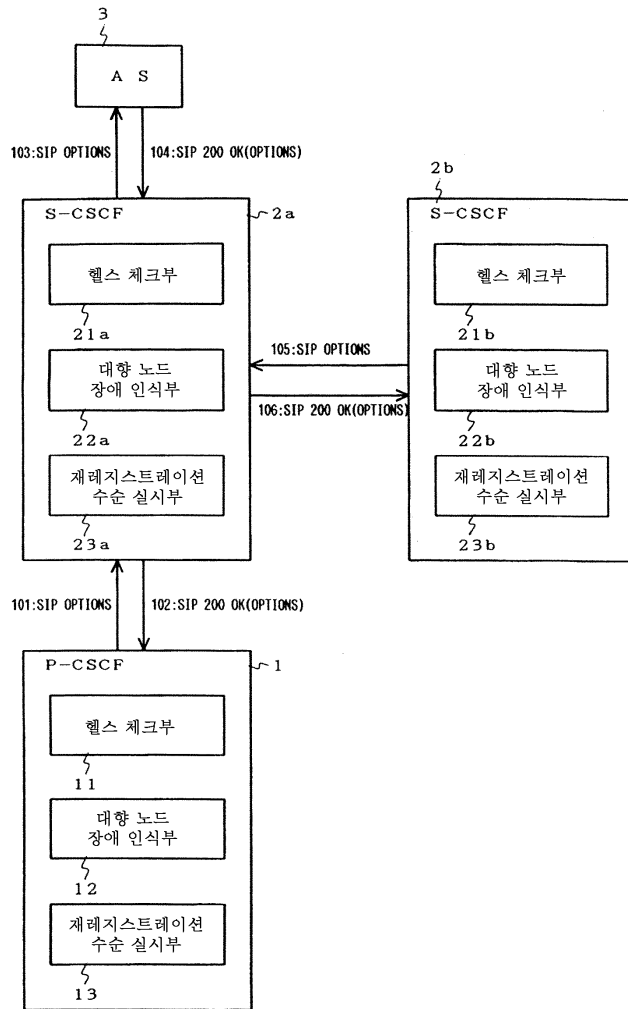 3
A S
103:SIP OPTIONS
104:SIP 200 OK(OPTIONS)
S-CSCF
2a
헬스 체크부
21a
대향 노드
장애 인식부
22a
재레지스트레이션
수순 실시부
23a
2b
S-CSCF
헬스 체크부
21b
대향 노드
장애 인식부
22b
재레지스트레이션
수순 실시부
23b
105:SIP OPTIONS
106:SIP 200 OK(OPTIONS)
101:SIP OPTIONS
102:SIP 200 OK(OPTIONS)
P-CSCF
1
헬스 체크부
11
대향 노드
장애 인식부
12
재레지스트레이션
수순 실시부
13